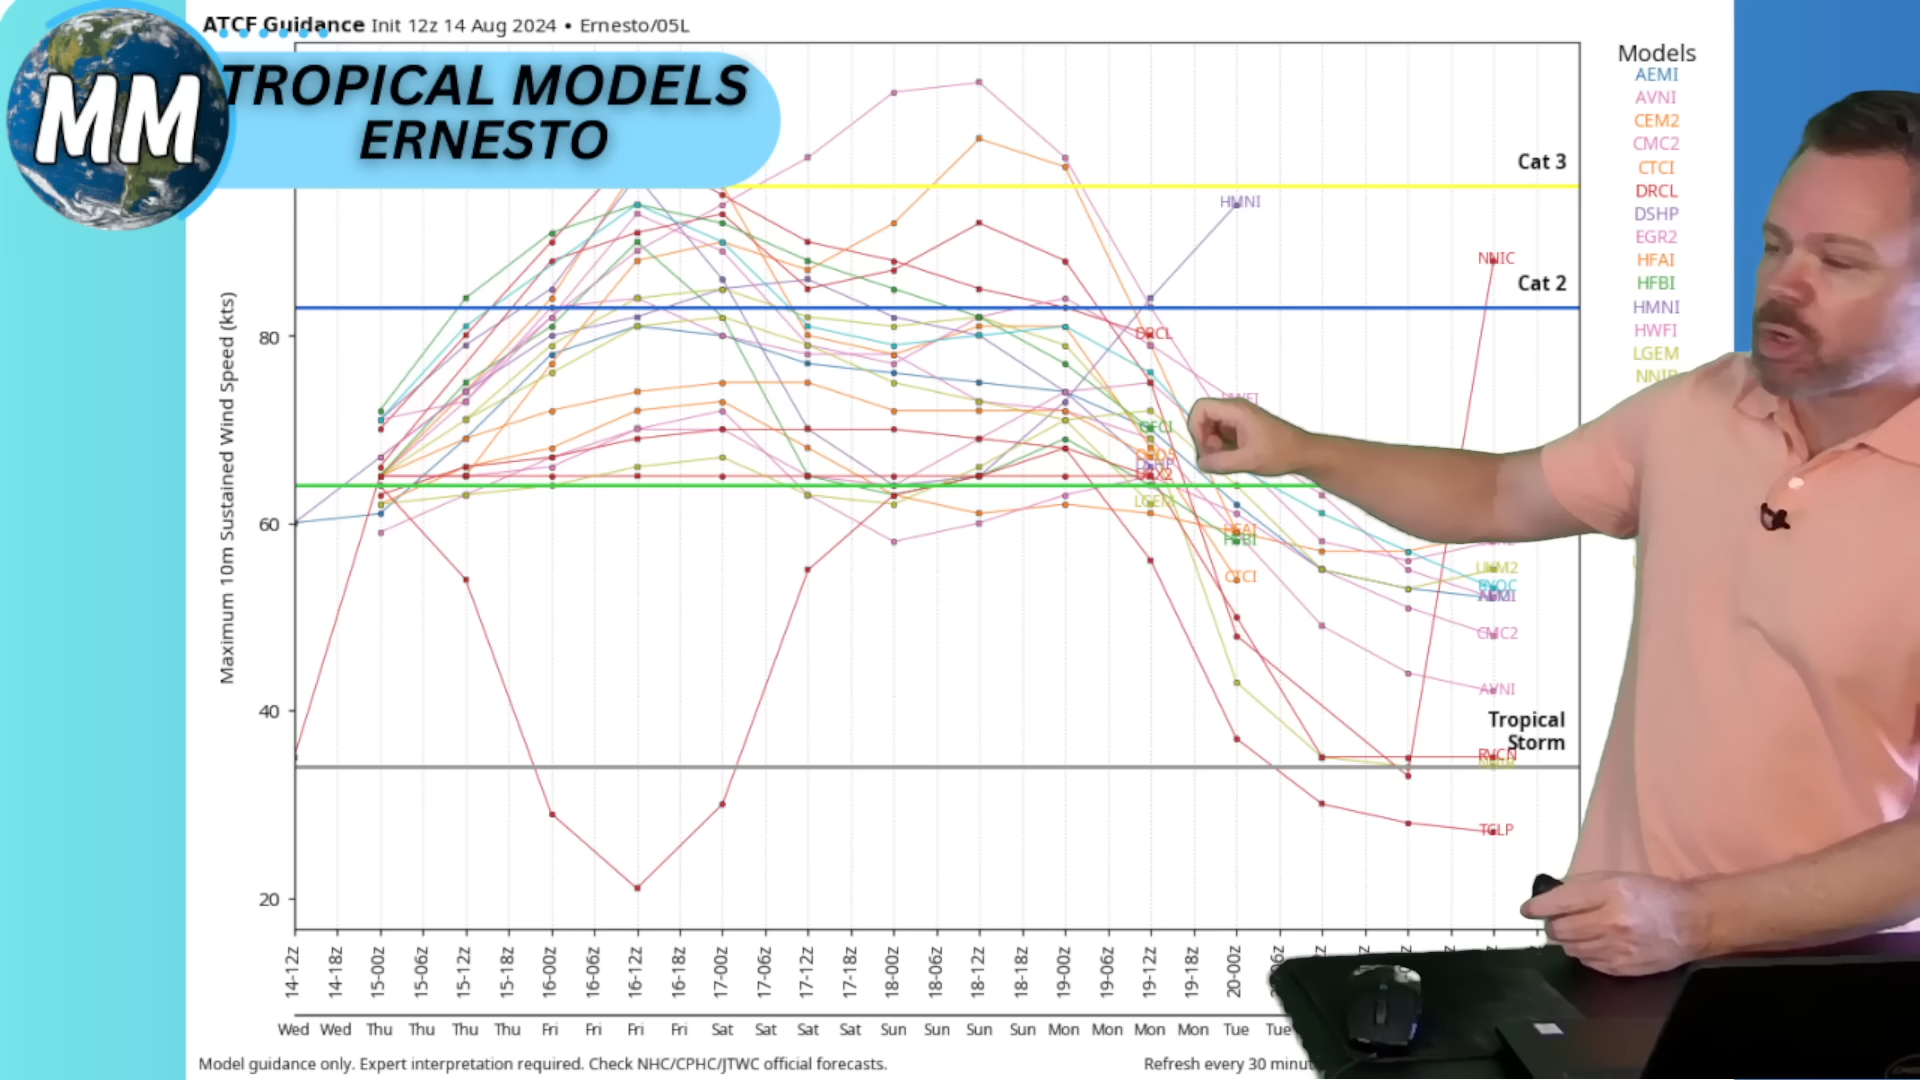 ATCF Guidance Init 12z 14 Aug 2024 • Ernesto/05L
MM
TROPICAL MODELS
ERNESTO
Models
AEMI
AVNI
CEM2
CMC2
CTCI
DRCL
DSHP
EGR2
HFAI
HFBI
HMNI
HWFI
LGEM
Cat 3
Cat 2
Tropical
Storm
HMNI
NNIC
DRCL
LGEM
HFAI
HFBI
CTCI
UKM2
CMC2
AVNI
RVCN
TCLP
Maximum 10m Sustained Wind Speed (kts)
80
60
40
20
14-12z 14-18z 15-00z 15-06z 15-12z 15-18z 16-00z 16-06z 16-12z 16-18z 17-00z 17-06z 17-12z 17-18z 18-00z 18-06z 18-12z 18-18z 19-00z 19-06z 19-12z 19-18z 20-00z
Wed Wed Thu Thu Thu Thu Fri Fri Fri Fri Sat Sat Sat Sat Sun Sun Sun Sun Mon Mon Mon Mon Tue Tue
Model guidance only. Expert interpretation required. Check NHC/CPHC/JTWC official forecasts.
Refresh every 30